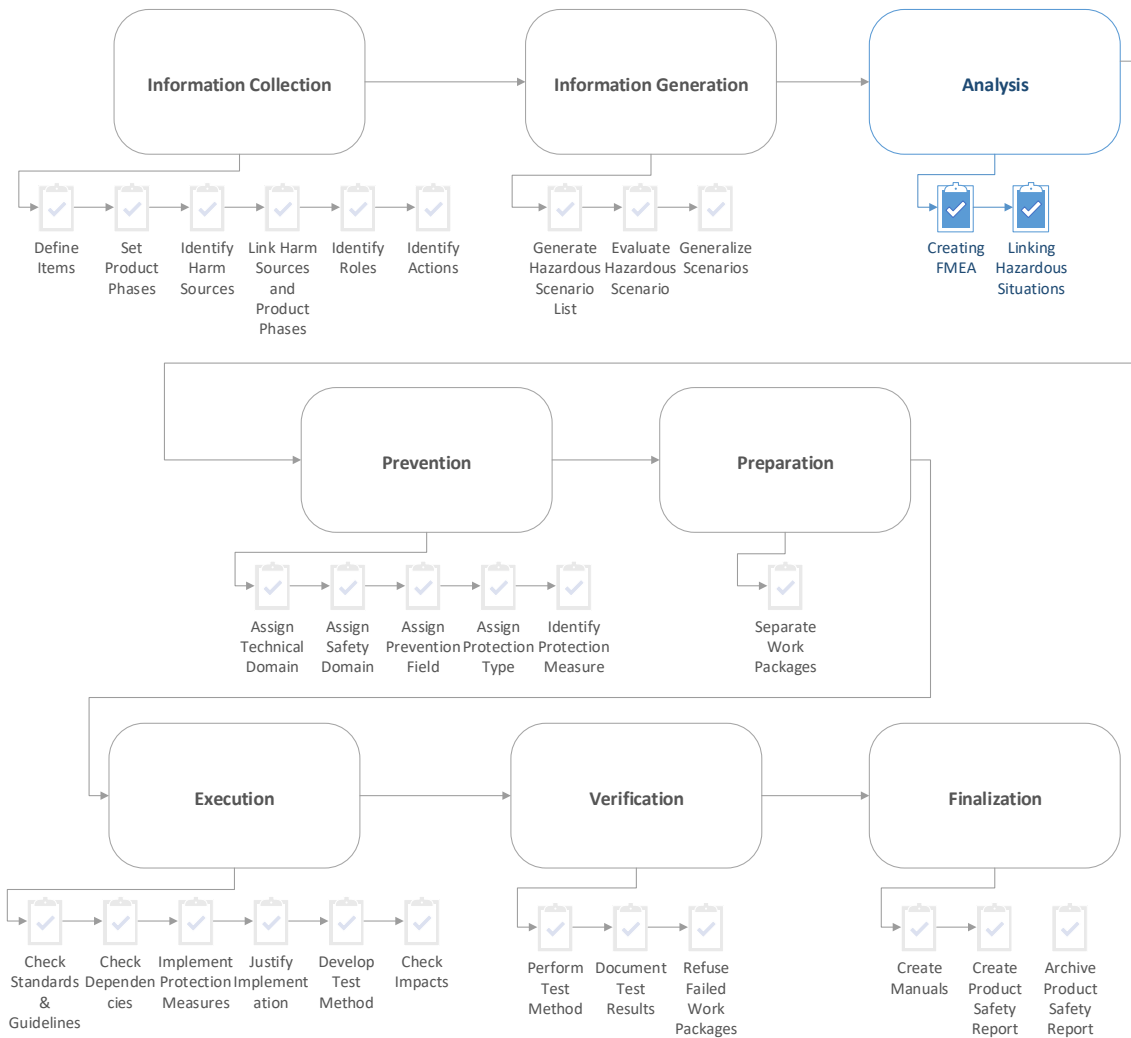 Information Collection
Information Generation
Analysis
Define
Items
Set
Product
Phases
Identify
Harm
Sources
Link Harm
Sources
and
Product
Phases
Identify
Roles
Identify
Actions
Generate
Hazardous
Scenario
List
Evaluate
Hazardous
Scenario
Generalize
Scenarios
Creating
FMEA
Linking
Hazardous
Situations
Prevention
Preparation
Assign
Technical
Domain
Assign
Safety
Domain
Assign
Prevention
Field
Assign
Protection
Type
Identify
Protection
Measure
Separate
Work
Packages
Execution
Verification
Finalization
Check
Standards
&
Guidelines
Check
Dependen
cies
Implement
Protection
Measures
Justify
Implement
ation
Develop
Test
Method
Check
Impacts
Perform
Test
Method
Document
Test
Results
Refuse
Failed
Work
Packages
Create
Manuals
Create
Product
Safety
Report
Archive
Product
Safety
Report